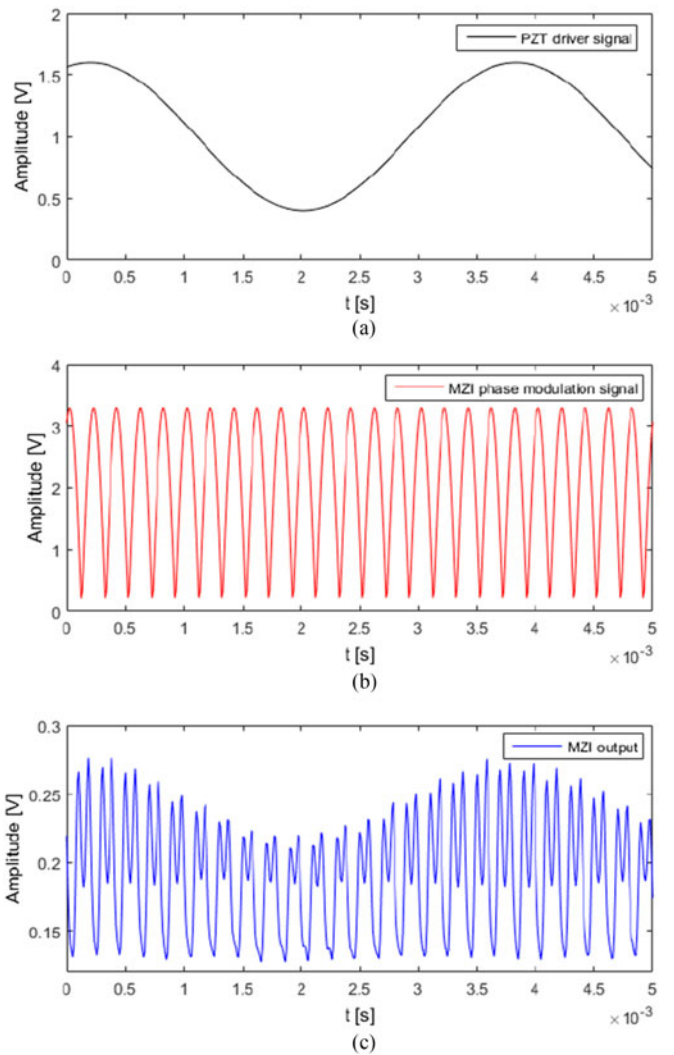 2
1.5
1
0.5
0
Amplitude [V]
PZT driver signal
0 0.5 1 1.5 2 2.5 3 3.5 4 4.5 5
t [s]
× 10-3
(a)
4
3
2
1
0
Amplitude [V]
MZI phase modulation signal
0 0.5 1 1.5 2 2.5 3 3.5 4 4.5 5
t [s]
× 10-3
(b)
0.3
0.25
0.2
0.15
Amplitude [V]
MZI output
0 0.5 1 1.5 2 2.5 3 3.5 4 4.5 5
t [s]
× 10-3
(c)